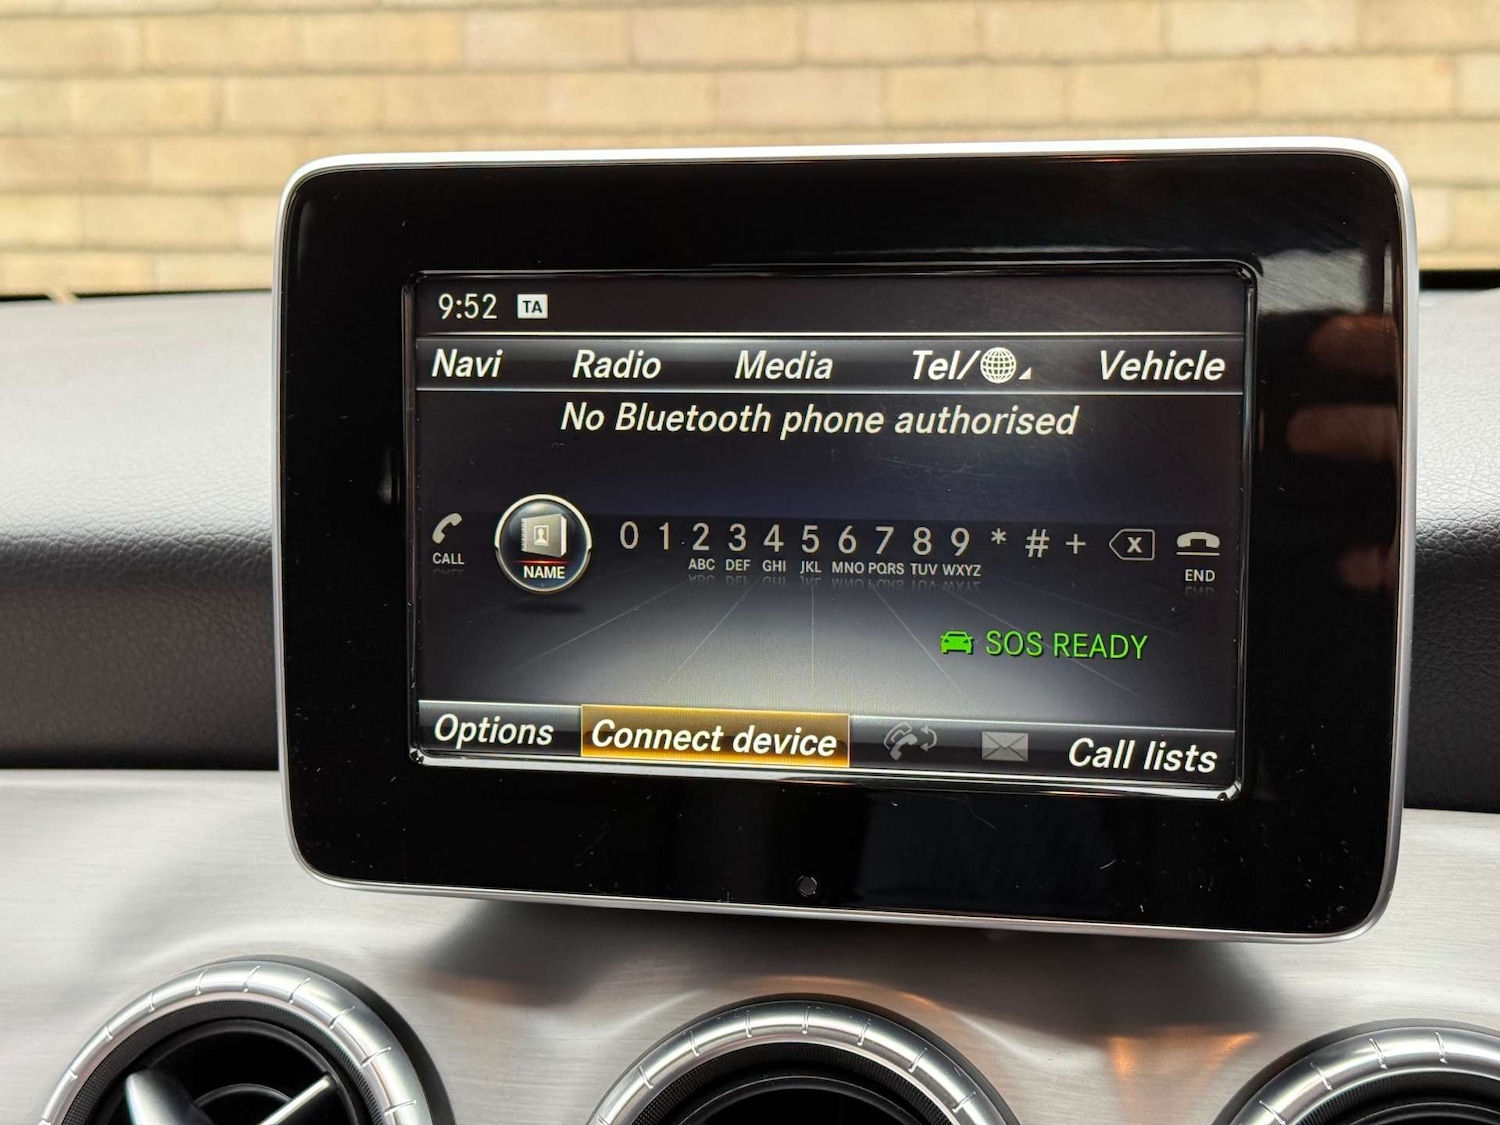 9:52 TA
Navi Radio Media Tel/ Vehicle
No Bluetooth phone authorised
CALL NAME 0 1 2 3 4 5 6 7 8 9 * # + X END
ABC DEF GHI JKL MNO PQRS TUV WXYZ
SOS READY
Options Connect device Call lists